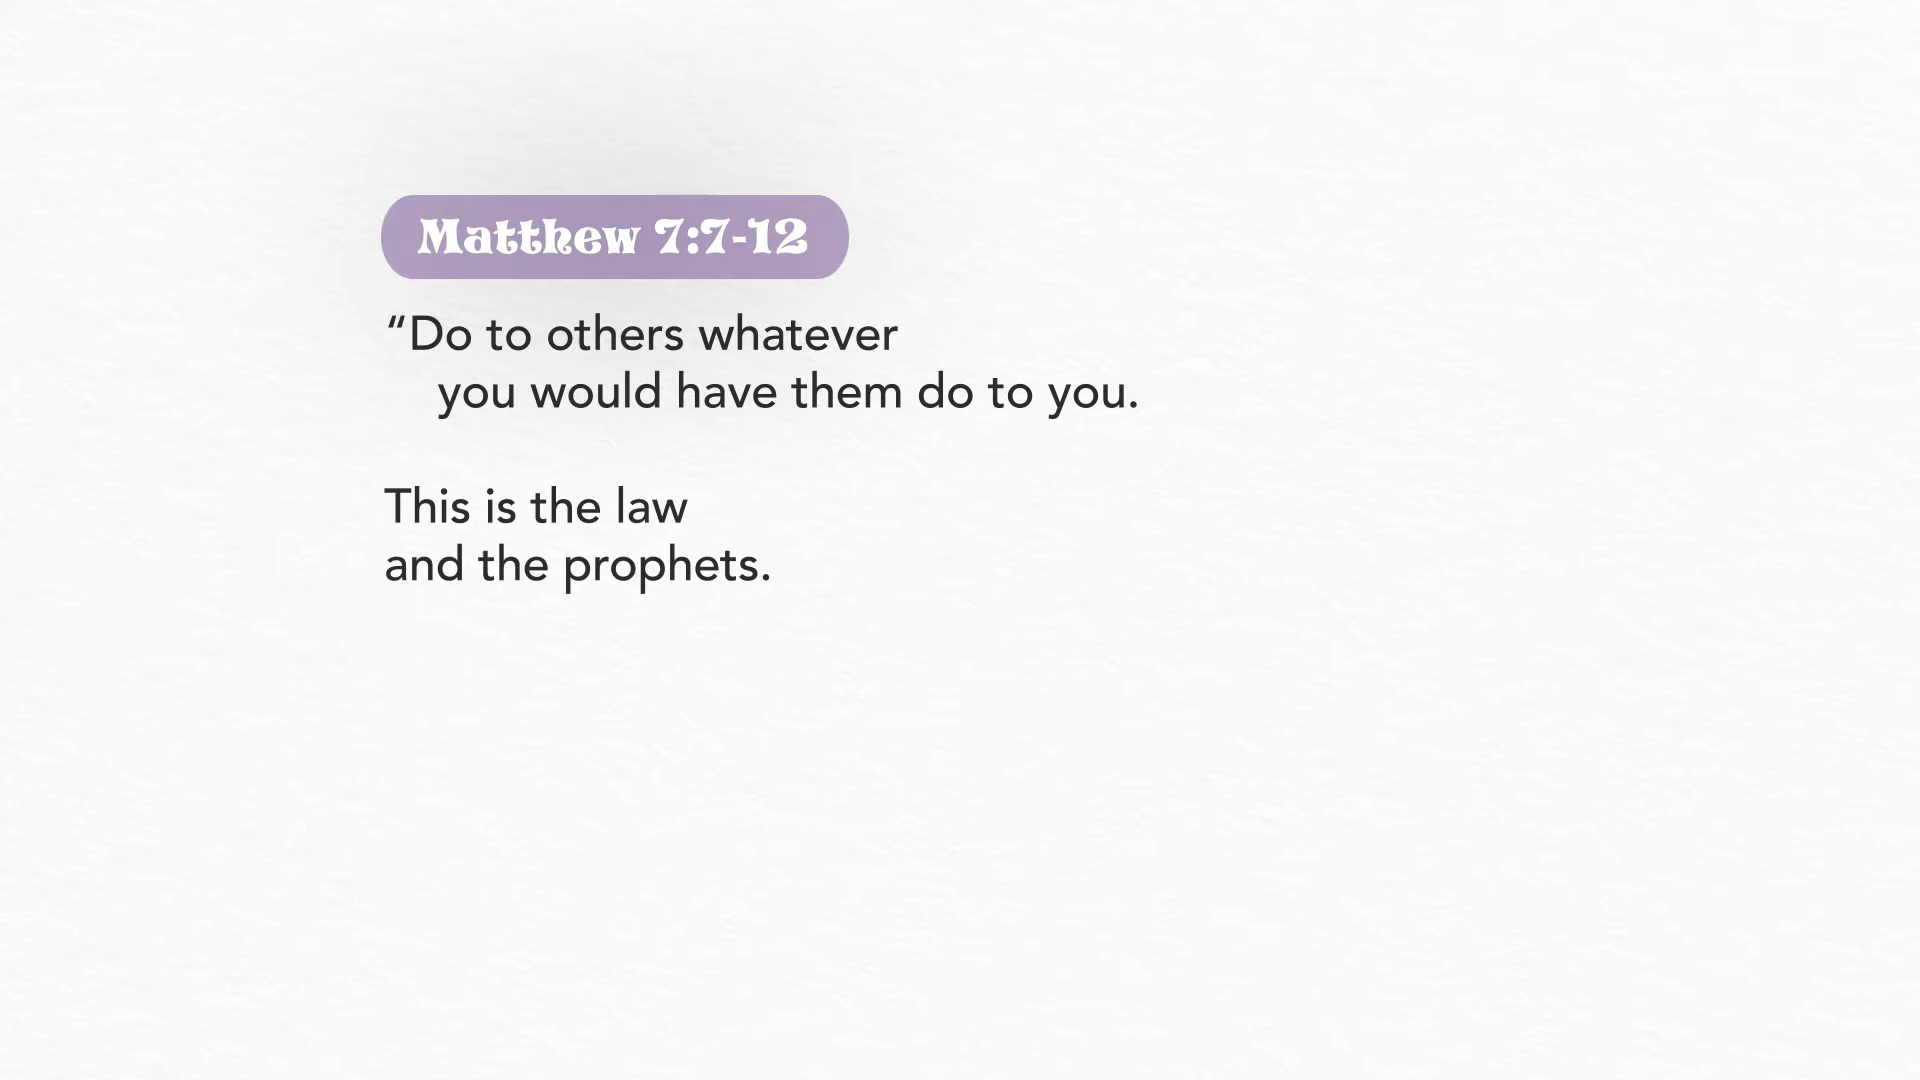 Matthew 7:7-12
“Do to others whatever
you would have them do to you.
This is the law
and the prophets.